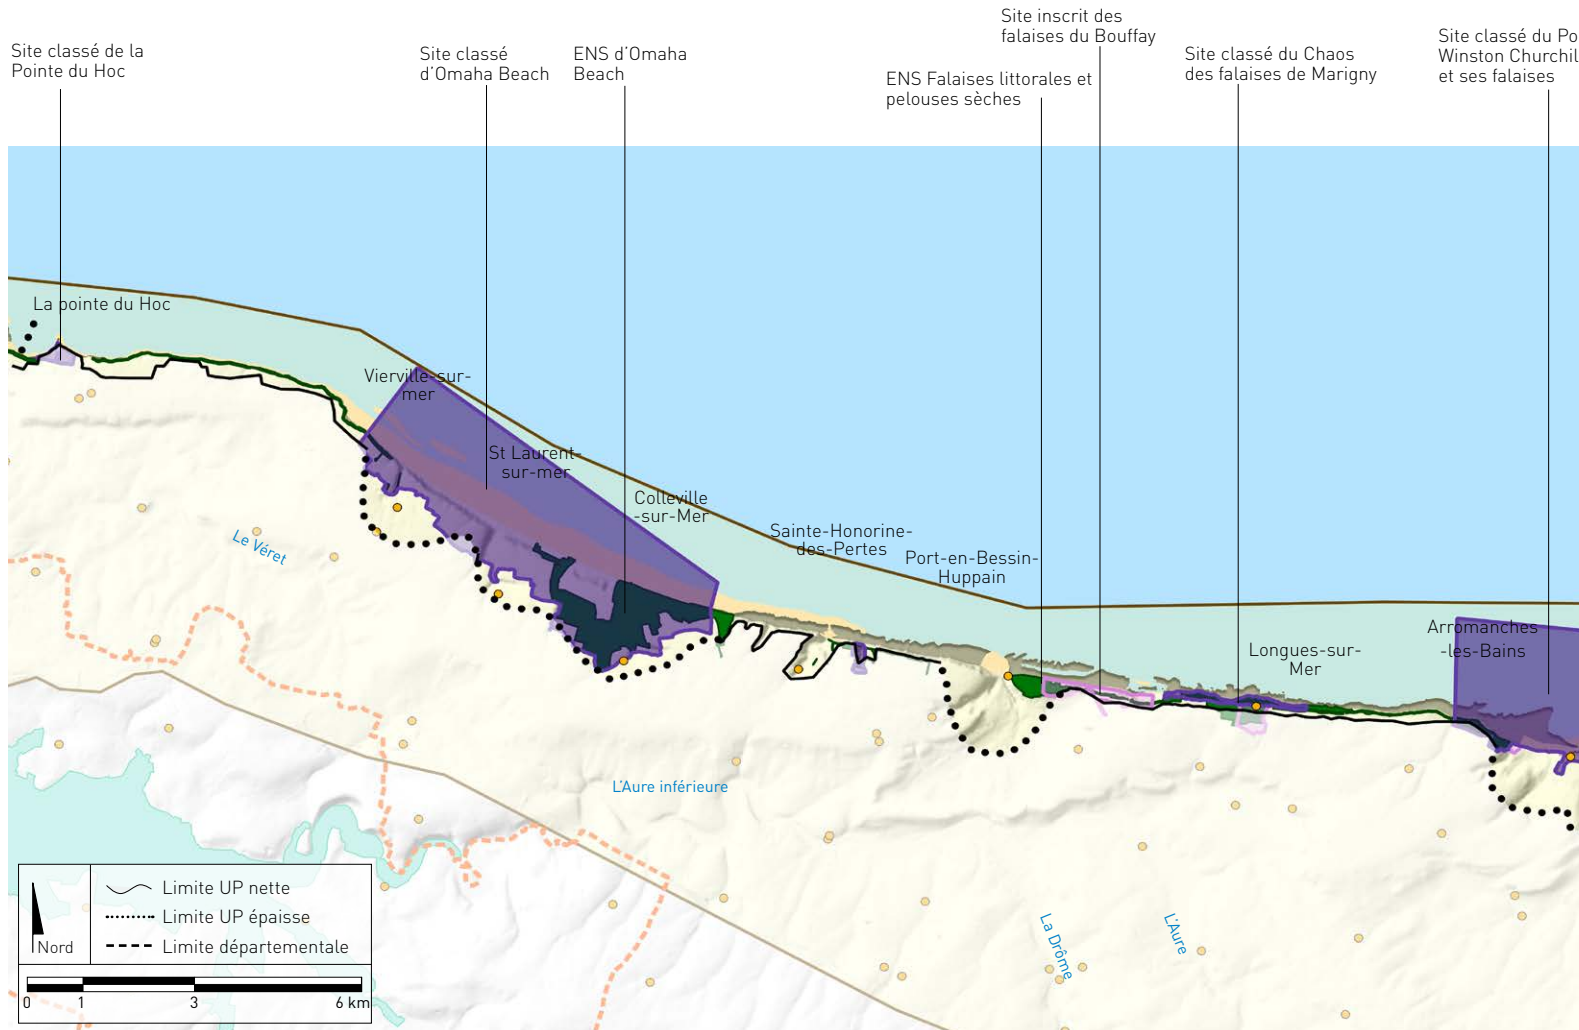 Site classé de la
Pointe du Hoc
Site classé
d'Omaha Beach
ENS d'Omaha
Beach
ENS Falaises littorales et
pelouses sèches
Site inscrit des
falaises du Bouffay
Site classé du Chaos
des falaises de Marigny
Site classé du Po
Winston Churchil
et ses falaises
La pointe du Hoc
Vierville-sur-
mer
St Laurent-
sur-mer
Colleville
-sur-Mer
Sainte-Honorine-
des-Pertes
Port-en-Bessin-
Huppain
Longues-sur-
Mer
Arromanches
-les-Bains
Le Véret
L'Aure inférieure
La Drôme
L'Aure
Limite UP nette
Limite UP épaisse
Limite départementale
Nord
0 1 3 6 km